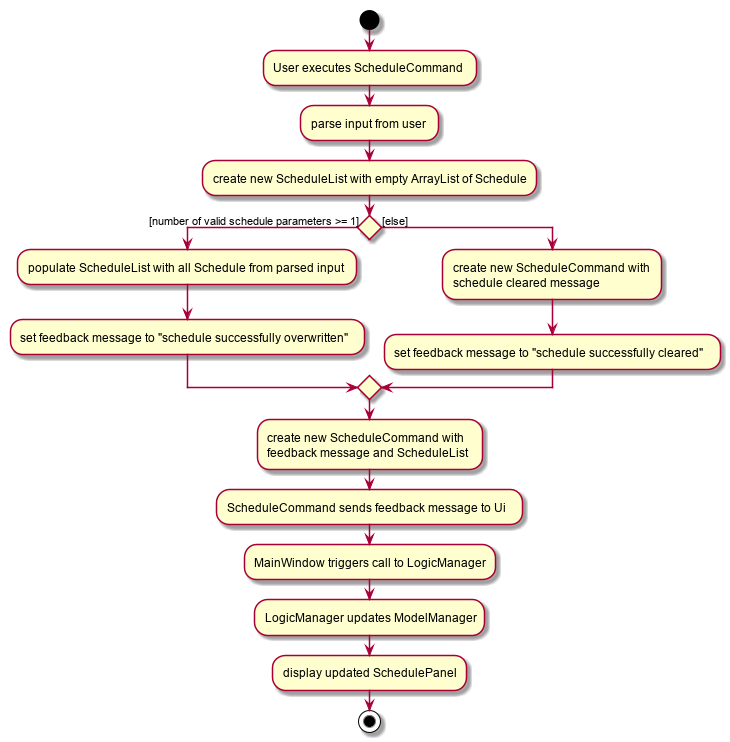 User executes ScheduleCommand
parse input from user
create new ScheduleList with empty ArrayList of Schedule
[number of valid schedule parameters >= 1]
[else]
populate ScheduleList with all Schedule from parsed input
set feedback message to "schedule successfully overwritten"
create new ScheduleCommand with
schedule cleared message
set feedback message to "schedule successfully cleared"
create new ScheduleCommand with
feedback message and ScheduleList
ScheduleCommand sends feedback message to Ui
MainWindow triggers call to LogicManager
LogicManager updates ModelManager
display updated SchedulePanel